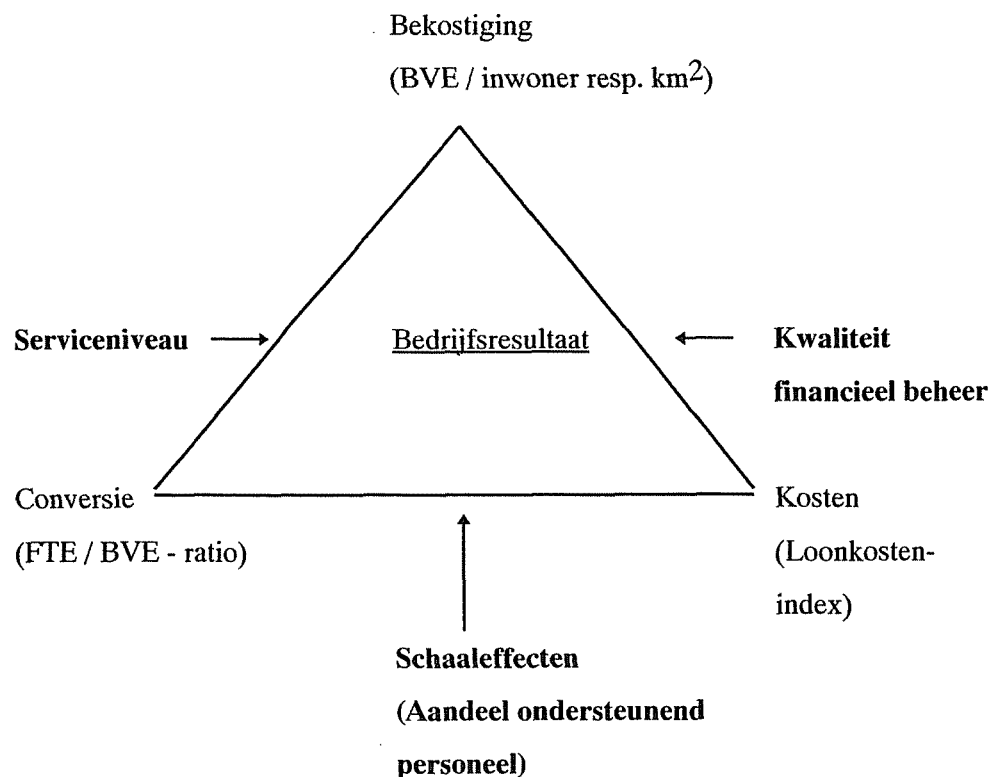 Bekostiging
(BVE / inwoner resp. km²)
Serviceniveau
Bedrijfsresultaat
Kwaliteit
financieel beheer
Conversie
(FTE / BVE - ratio)
Kosten
(Loonkosten-
index)
Schaaleffecten
(Aandeel ondersteunend
personeel)